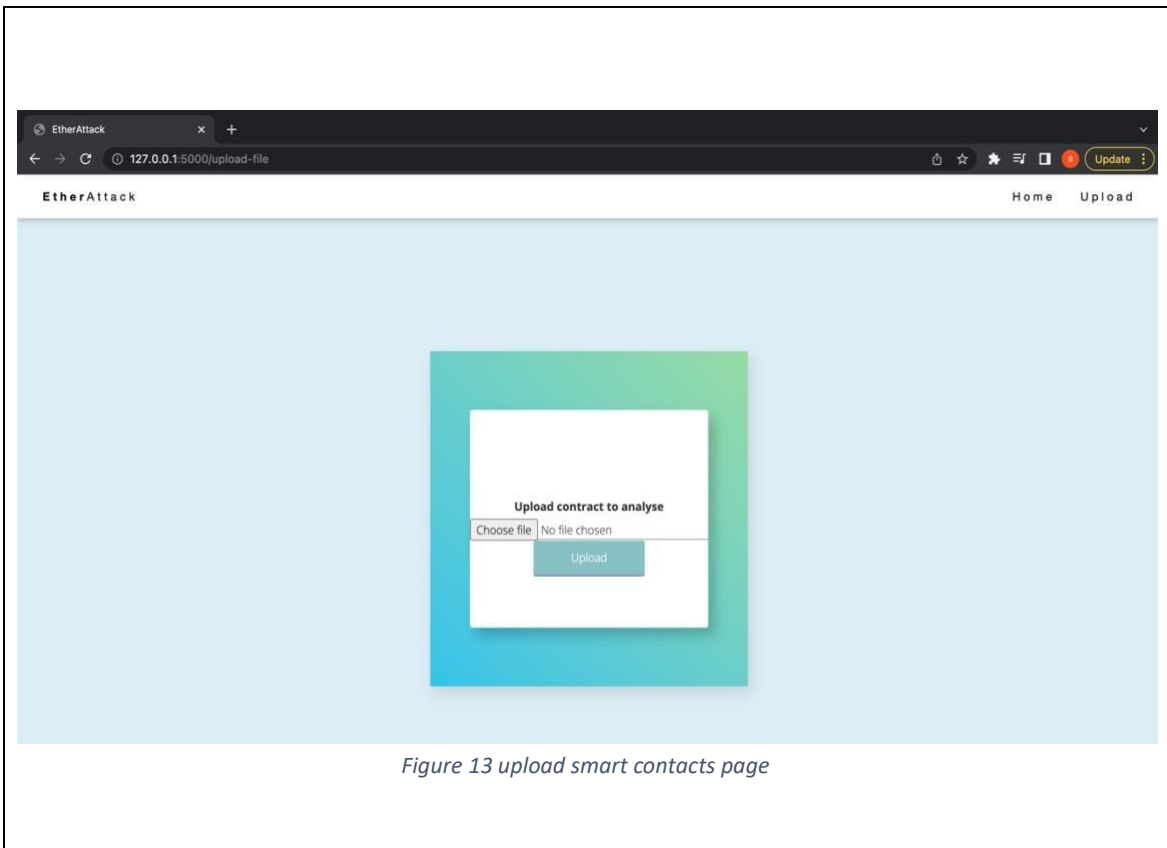 EtherAttack
127.0.0.1:5000/upload-file
S
Update
EtherAttack
Home Upload
Upload contract to analyse
Choose file No file chosen
Upload
Figure 13 upload smart contacts page